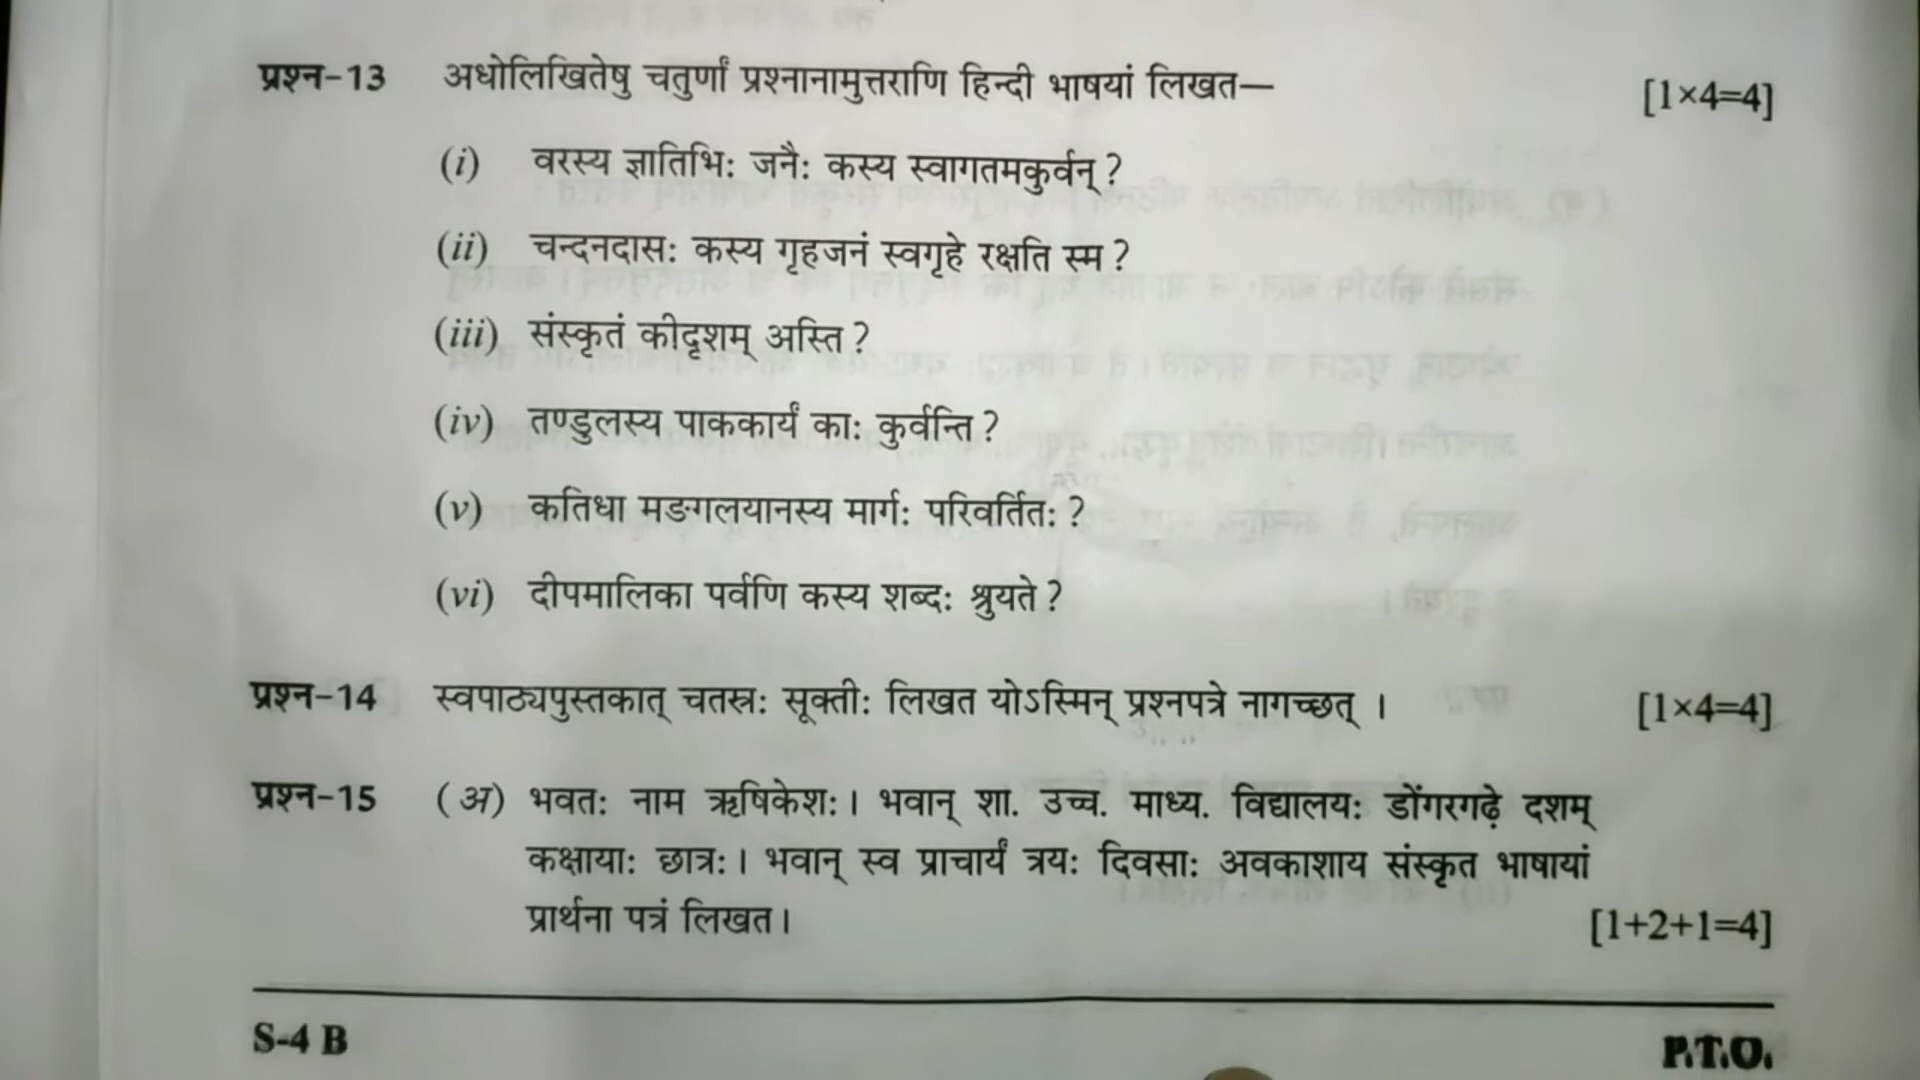 प्रश्न-13 अधोलिखितेषु चतुर्णां प्रश्नानामुत्तराणि हिन्दी भाषयां लिखत— [1×4=4]
(i) वरस्य ज्ञातिभिः जनैः कस्य स्वागतमकुर्वन् ?
(ii) चन्दनदासः कस्य गृहजनं स्वगृहे रक्षति स्म ?
(iii) संस्कृतं कीदृशम् अस्ति ?
(iv) तण्डुलस्य पाककार्यं काः कुर्वन्ति ?
(v) कतिधा मङगलयानस्य मार्गः परिवर्तितः ?
(vi) दीपमालिका पर्वणि कस्य शब्दः श्रुयते ?
प्रश्न-14 स्वपाठ्यपुस्तकात् चतस्रः सूक्तीः लिखत योऽस्मिन् प्रश्नपत्रे नागच्छत् । [1×4=4]
प्रश्न-15 (अ) भवतः नाम ऋषिकेशः। भवान् शा. उच्च. माध्य. विद्यालयः डोंगरगढ़े दशम्
कक्षायाः छात्रः। भवान् स्व प्राचार्यं त्रयः दिवसाः अवकाशाय संस्कृत भाषायां
प्रार्थना पत्रं लिखत। [1+2+1=4]
S-4 B P.T.O.